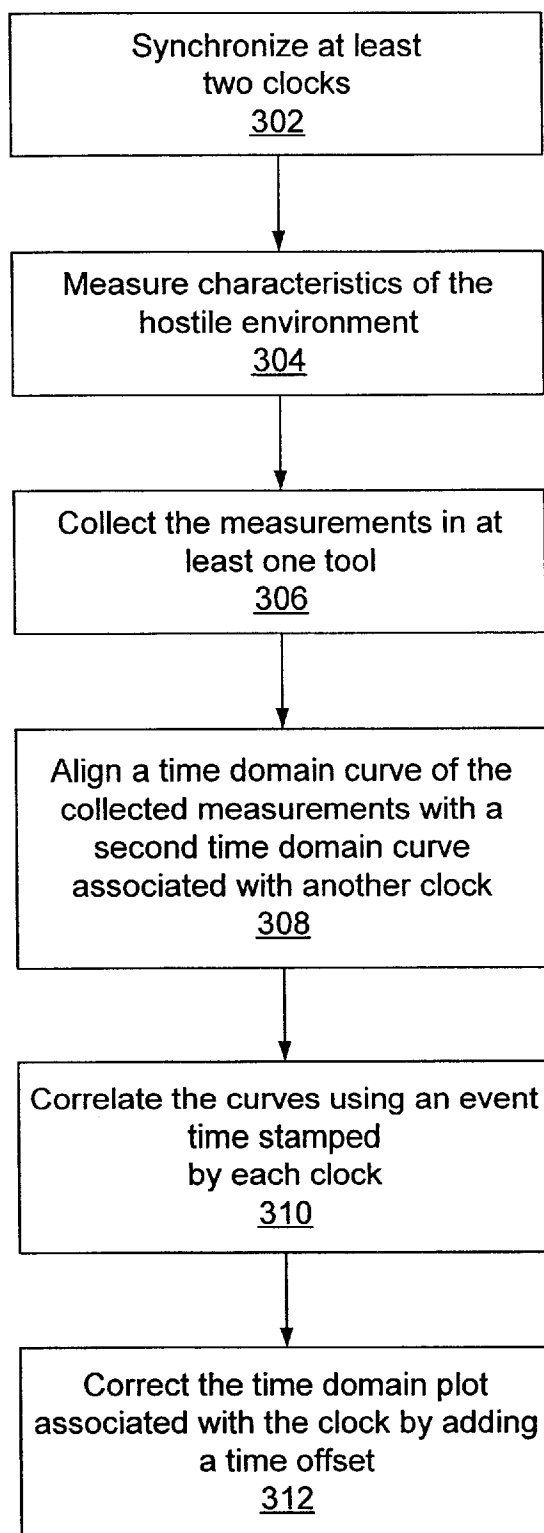 Synchronize at least
two clocks
302
Measure characteristics of the
hostile environment
304
Collect the measurements in at
least one tool
306
Align a time domain curve of the
collected measurements with a
second time domain curve
associated with another clock
308
Correlate the curves using an event
time stamped
by each clock
310
Correct the time domain plot
associated with the clock by adding
a time offset
312